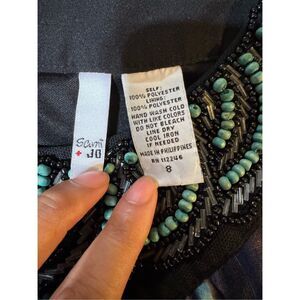 Scarii
+ JO
SELF:
100% POLYESTER
LINING:
100% POLYESTER
HAND WASH COLD
WITH LIKE COLORS
DO NOT BLEACH
LINE DRY
COOL IRON
IF NEEDED
MADE IN PHILIPPINES
RN 112246
8